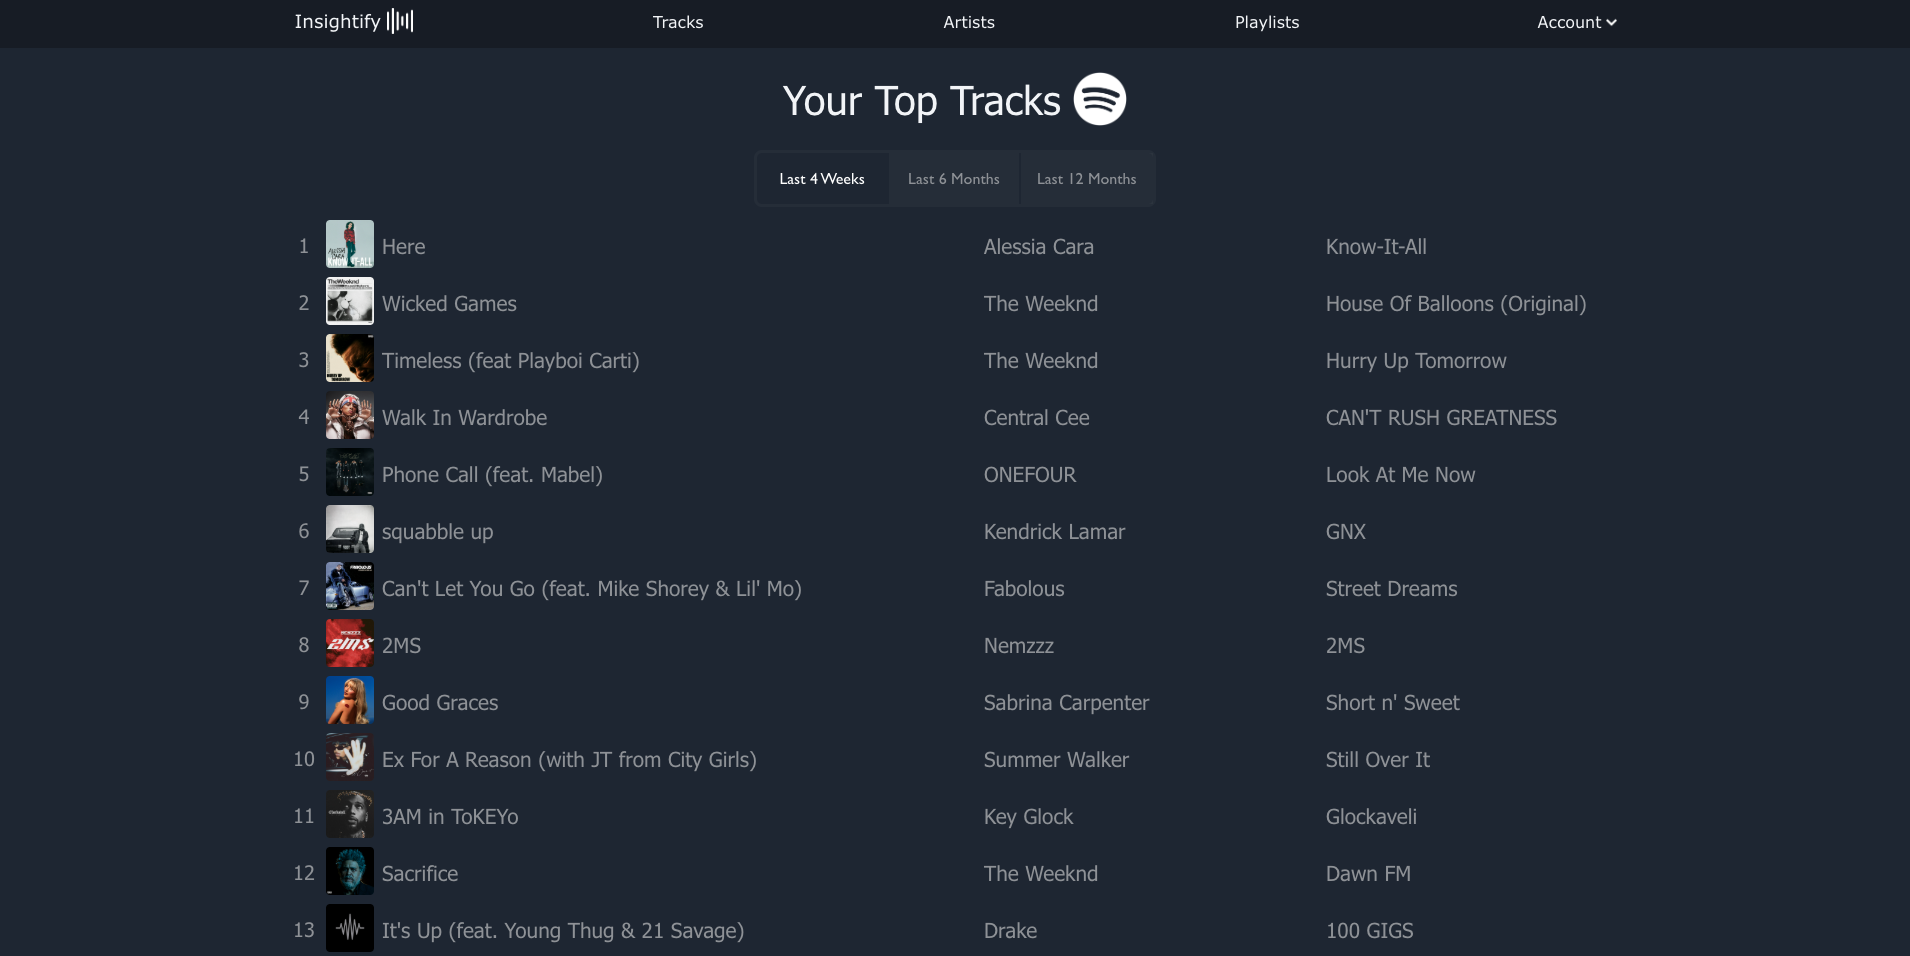 Insightify Tracks Artists Playlists Account
Your Top Tracks
Last 4 Weeks Last 6 Months Last 12 Months
1 Here Alessia Cara Know-It-All
2 Wicked Games The Weeknd House Of Balloons (Original)
3 Timeless (feat Playboi Carti) The Weeknd Hurry Up Tomorrow
4 Walk In Wardrobe Central Cee CAN'T RUSH GREATNESS
5 Phone Call (feat. Mabel) ONEFOUR Look At Me Now
6 squabble up Kendrick Lamar GNX
7 Can't Let You Go (feat. Mike Shorey & Lil' Mo) Fabolous Street Dreams
8 2MS Nemzzz 2MS
9 Good Graces Sabrina Carpenter Short n' Sweet
10 Ex For A Reason (with JT from City Girls) Summer Walker Still Over It
11 3AM in ToKEYo Key Glock Glockaveli
12 Sacrifice The Weeknd Dawn FM
13 It's Up (feat. Young Thug & 21 Savage) Drake 100 GIGS